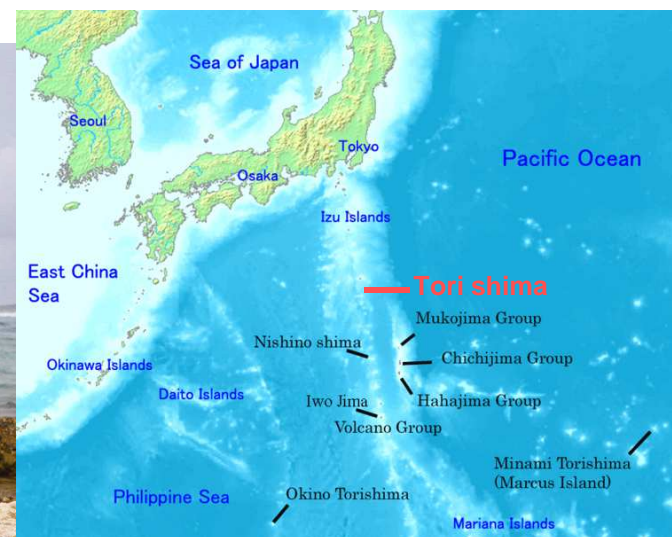 Sea of Japan
Seoul
Tokyo
Pacific Ocean
Osaka
Izu Islands
East China
Sea
Tori shima
Mukojima Group
Nishino shima
Chichijima Group
Okinawa Islands
Daito Islands
Iwo Jima
Hahajima Group
Volcano Group
Minami Torishima
(Marcus Island)
Philippine Sea
Okino Torishima
Mariana Islands